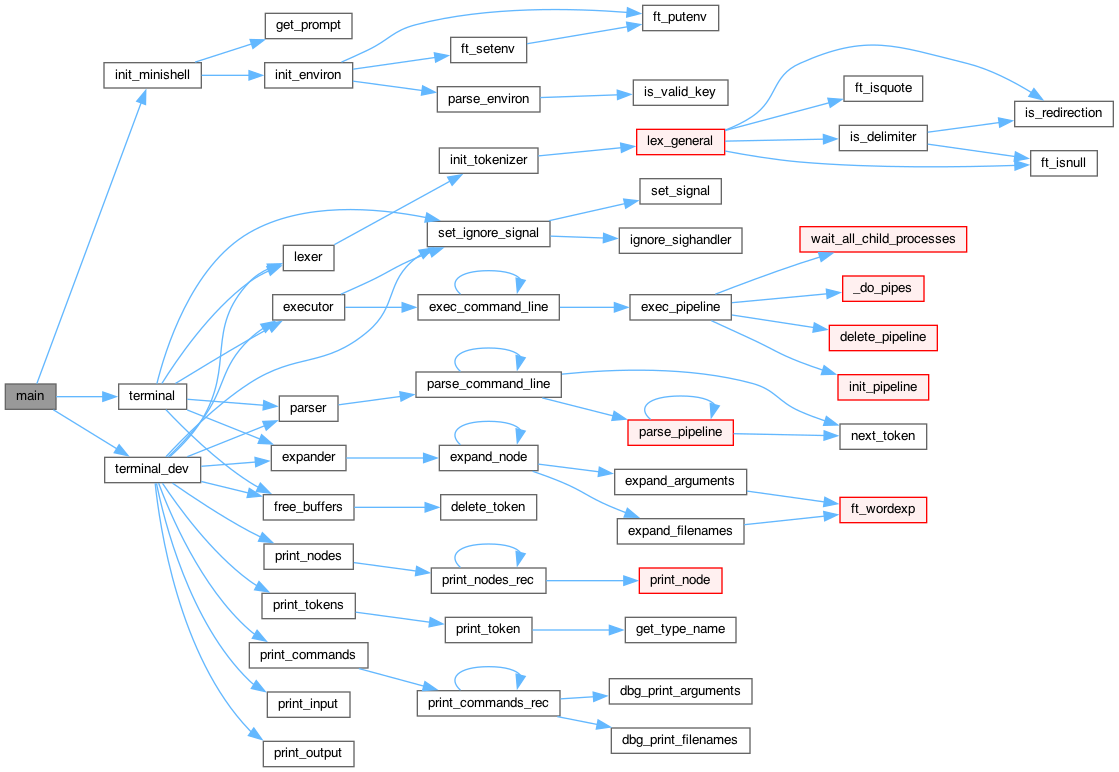 main
init_minishell
terminal
terminal_dev
get_prompt
init_environ
lexer
executor
parser
expander
free_buffers
print_nodes
print_tokens
print_commands
print_input
print_output
ft_setenv
parse_environ
init_tokenizer
set_ignore_signal
exec_command_line
parse_command_line
expand_node
delete_token
print_nodes_rec
print_token
print_commands_rec
ft_putenv
is_valid_key
lex_general
set_signal
ignore_sighandler
exec_pipeline
parse_pipeline
expand_arguments
expand_filenames
print_node
get_type_name
dbg_print_arguments
dbg_print_filenames
ft_isquote
is_delimiter
wait_all_child_processes
_do_pipes
delete_pipeline
init_pipeline
next_token
ft_wordexp
is_redirection
ft_isnull